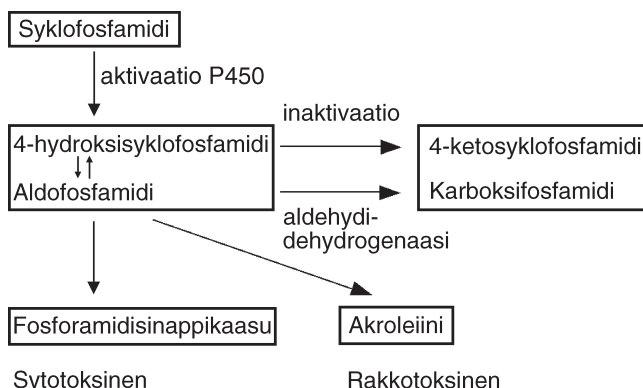 Syklofosfamidi
aktivaatio P450
inaktivaatio
4-hydroksisyklofosfamidi
4-ketosyklofosfamidi
Aldofosfamidi
Karboksifosfamidi
aldehydi-
dehydrogenaasi
Fosforamidisinappikaasu
Akroleiini
Sytotoksinen
Rakkotoksinen